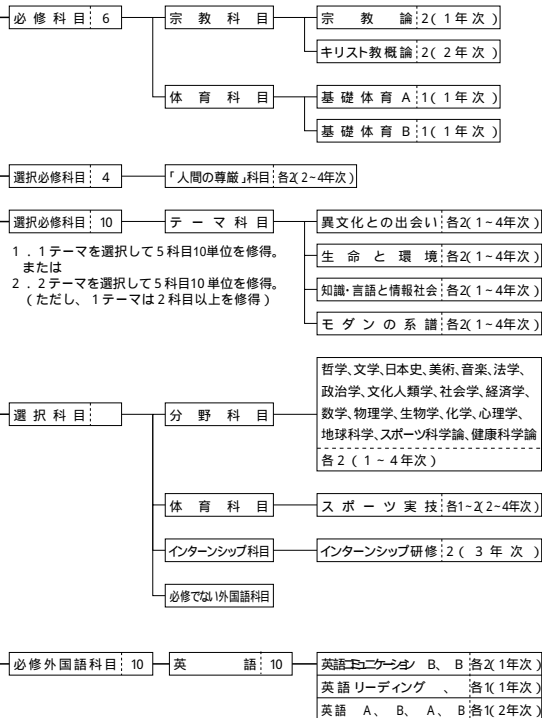 必修科目 6
宗教科目
宗教論 2(1年次)
キリスト教概論 2(2年次)
体育科目
基礎体育A 1(1年次)
基礎体育B 1(1年次)
選択必修科目 4
「人間の尊厳」科目 各2(2~4年次)
選択必修科目 10
テーマ科目
異文化との出会い 各2(1~4年次)
生命と環境 各2(1~4年次)
知識・言語と情報社会 各2(1~4年次)
モダンの系譜 各2(1~4年次)
1.1テーマを選択して5科目10単位を修得。
または
2.2テーマを選択して5科目10単位を修得。
(ただし、1テーマは2科目以上を修得)
選択科目
分野科目
哲学、文学、日本史、美術、音楽、法学、
政治学、文化人類学、社会学、経済学、
数学、物理学、生物学、化学、心理学、
地球科学、スポーツ科学論、健康科学論
各2(1~4年次)
体育科目
スポーツ実技 各1~2(2~4年次)
インターンシップ科目
インターンシップ研修 2(3年次)
必修でない外国語科目
必修外国語科目 10
英語 10
英語コミュニケーション B、 B 各2(1年次)
英語リーディング 、 各1(1年次)
英語 A、 B、 A、 B 各1(2年次)